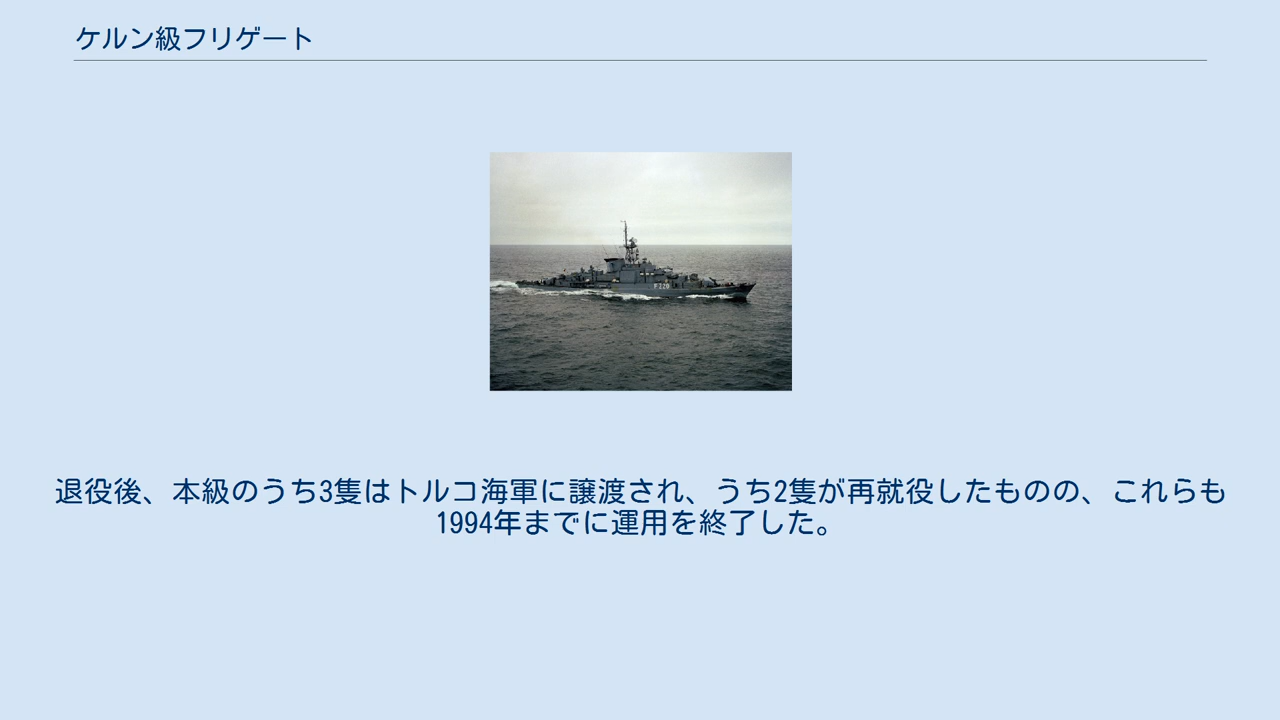 ケルン級フリゲート
F220
退役後、本級のうち3隻はトルコ海軍に譲渡され、うち2隻が再就役したものの、これらも
1994年までに運用を終了した。